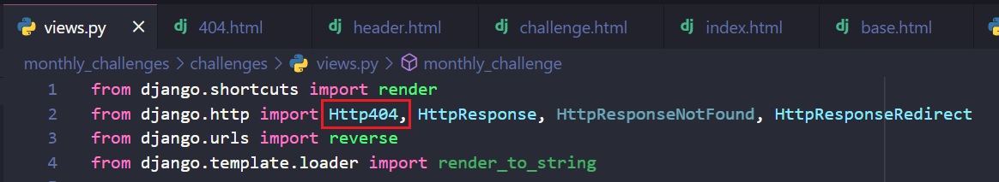 views.py × dj 404.html dj header.html dj challenge.html dj index.html dj base.html
monthly_challenges > challenges > views.py > monthly_challenge
1 from django.shortcuts import render
2 from django.http import Http404, HttpResponse, HttpResponseNotFound, HttpResponseRedirect
3 from django.urls import reverse
4 from django.template.loader import render_to_string